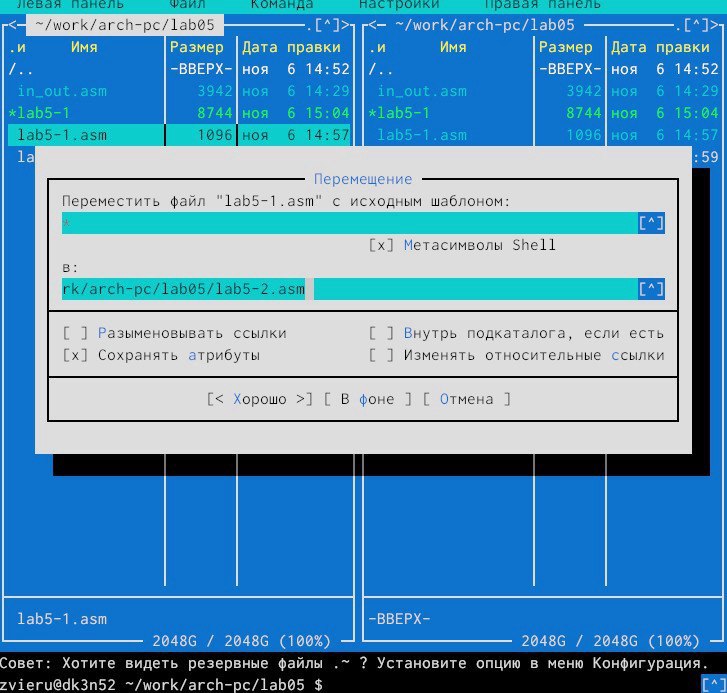 Левая панель Файл Команда Настройки Правая панель
<— ~/work/arch-pc/lab05 .[^]> <— ~/work/arch-pc/lab05 .[^]>
.и Имя Размер Дата правки .и Имя Размер Дата правки
/.. -ВВЕРХ- ноя 6 14:52 /.. -ВВЕРХ- ноя 6 14:52
in_out.asm 3942 ноя 6 14:29 in_out.asm 3942 ноя 6 14:29
*lab5-1 8744 ноя 6 15:04 *lab5-1 8744 ноя 6 15:04
lab5-1.asm 1096 ноя 6 14:57 lab5-1.asm 1096 ноя 6 14:57
la :59
Перемещение
Переместить файл "lab5-1.asm" с исходным шаблоном:
* [^]
[x] Метасимволы Shell
в:
rk/arch-pc/lab05/lab5-2.asm [^]
[ ] Разыменовывать ссылки [ ] Внутрь подкаталога, если есть
[x] Сохранять атрибуты [ ] Изменять относительные ссылки
[< Хорошо >] [ В фоне ] [ Отмена ]
lab5-1.asm -ВВЕРХ-
2048G / 2048G (100%) 2048G / 2048G (100%)
Совет: Хотите видеть резервные файлы .~ ? Установите опцию в меню Конфигурация.
zvieru@dk3n52 ~/work/arch-pc/lab05 $ [^]